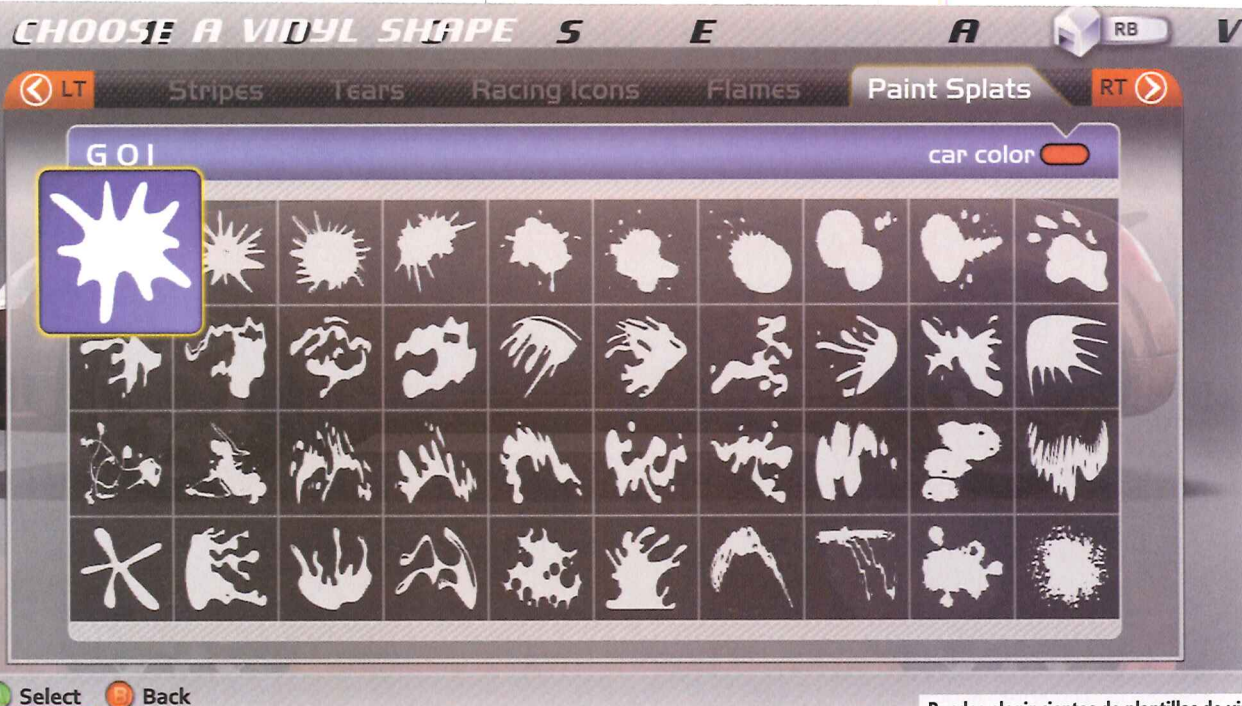 CHOOSE A VINYL SHAPE
S E A V
RB
LT Stripes Tears Racing Icons Flames Paint Splats RT
G O !
car color
Select B Back